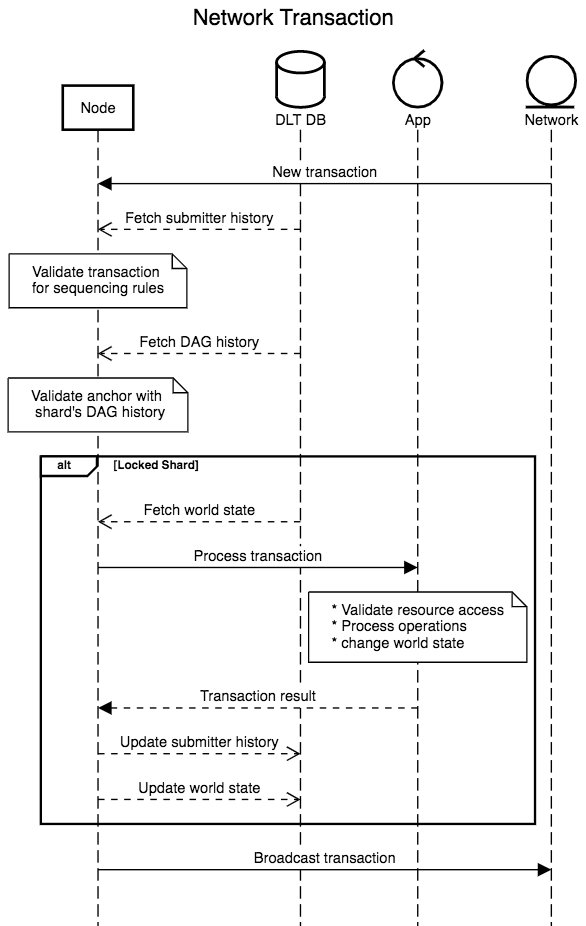 Network Transaction
Node
DLT DB
App
Network
New transaction
Fetch submitter history
Validate transaction
for sequencing rules
Fetch DAG history
Validate anchor with
shard's DAG history
alt
[Locked Shard]
Fetch world state
Process transaction
* Validate resource access
* Process operations
* change world state
Transaction result
Update submitter history
Update world state
Broadcast transaction